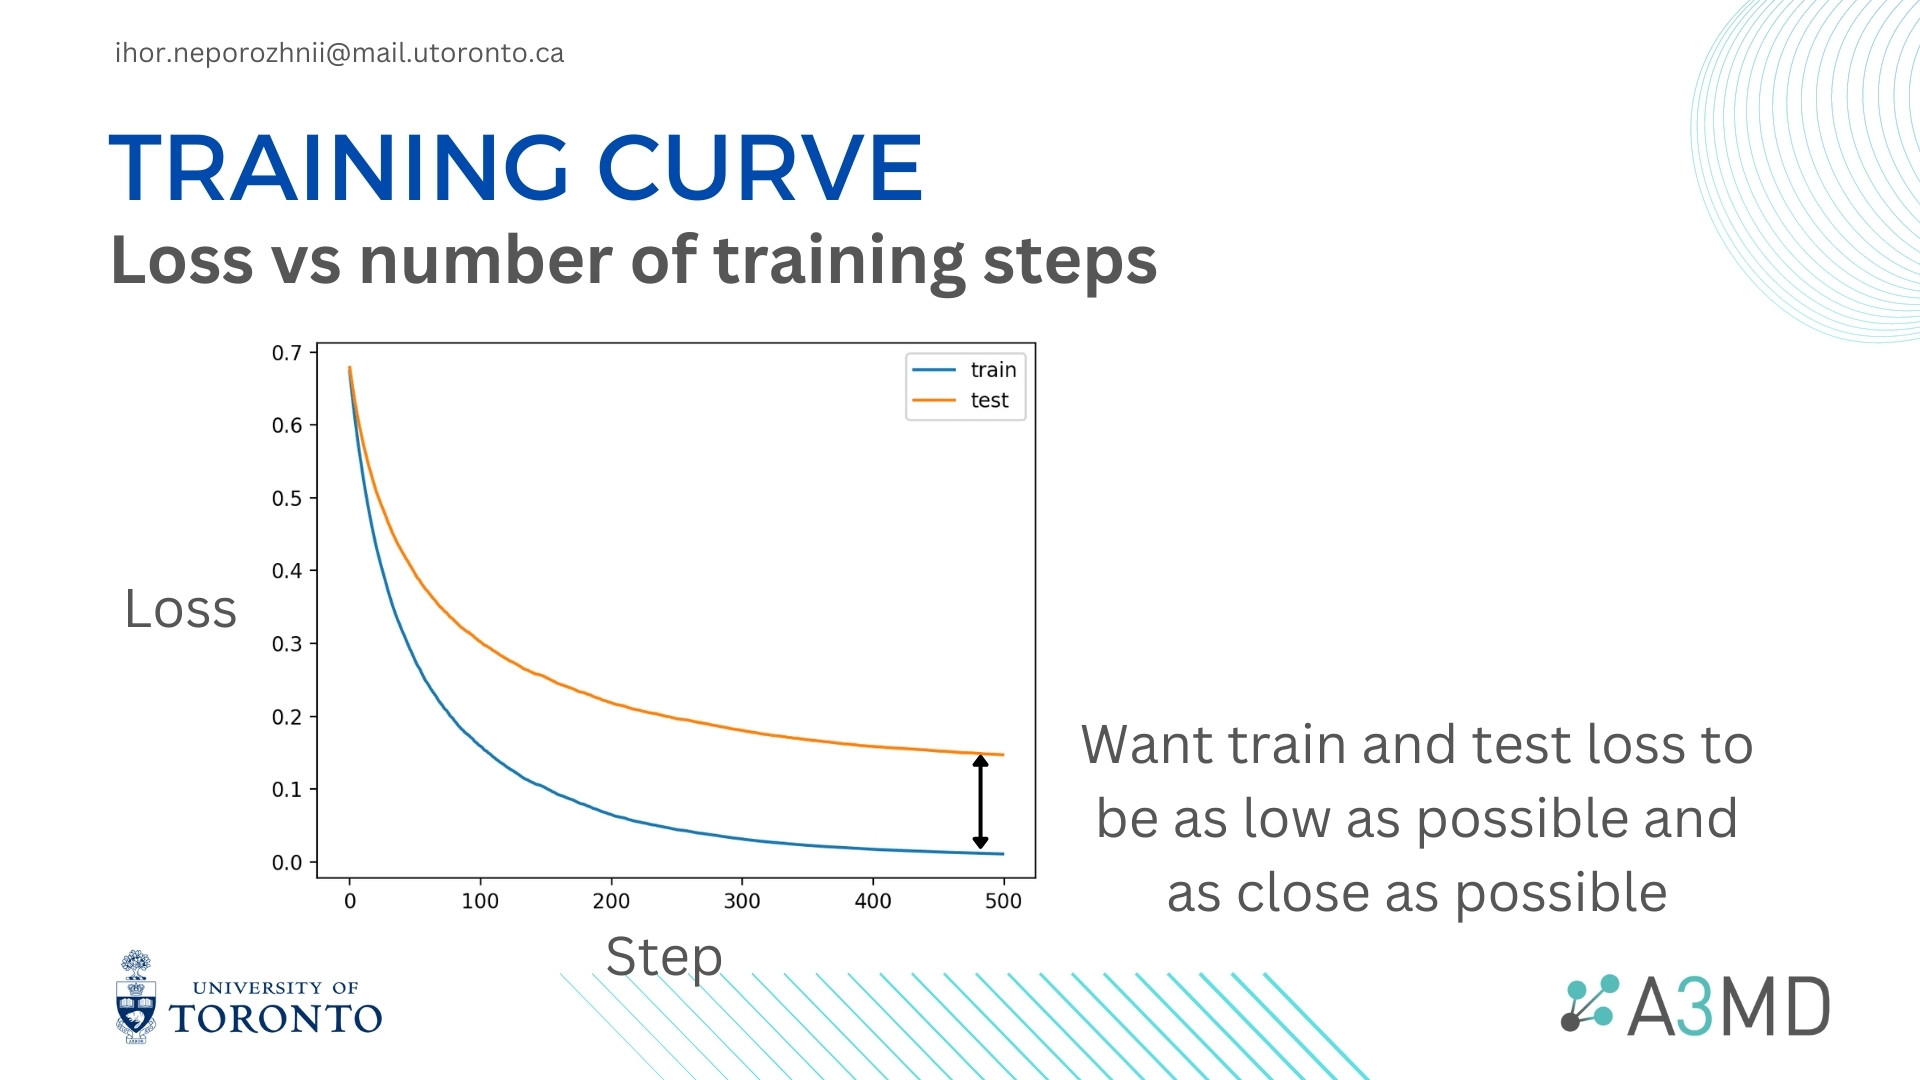 ihor.neporozhnii@mail.utoronto.ca
TRAINING CURVE
Loss vs number of training steps
0.7
0.6
0.5
0.4
0.3
0.2
0.1
0.0
Loss
train
test
0 100 200 300 400 500
Step
Want train and test loss to
be as low as possible and
as close as possible
UNIVERSITY OF
TORONTO
A3MD